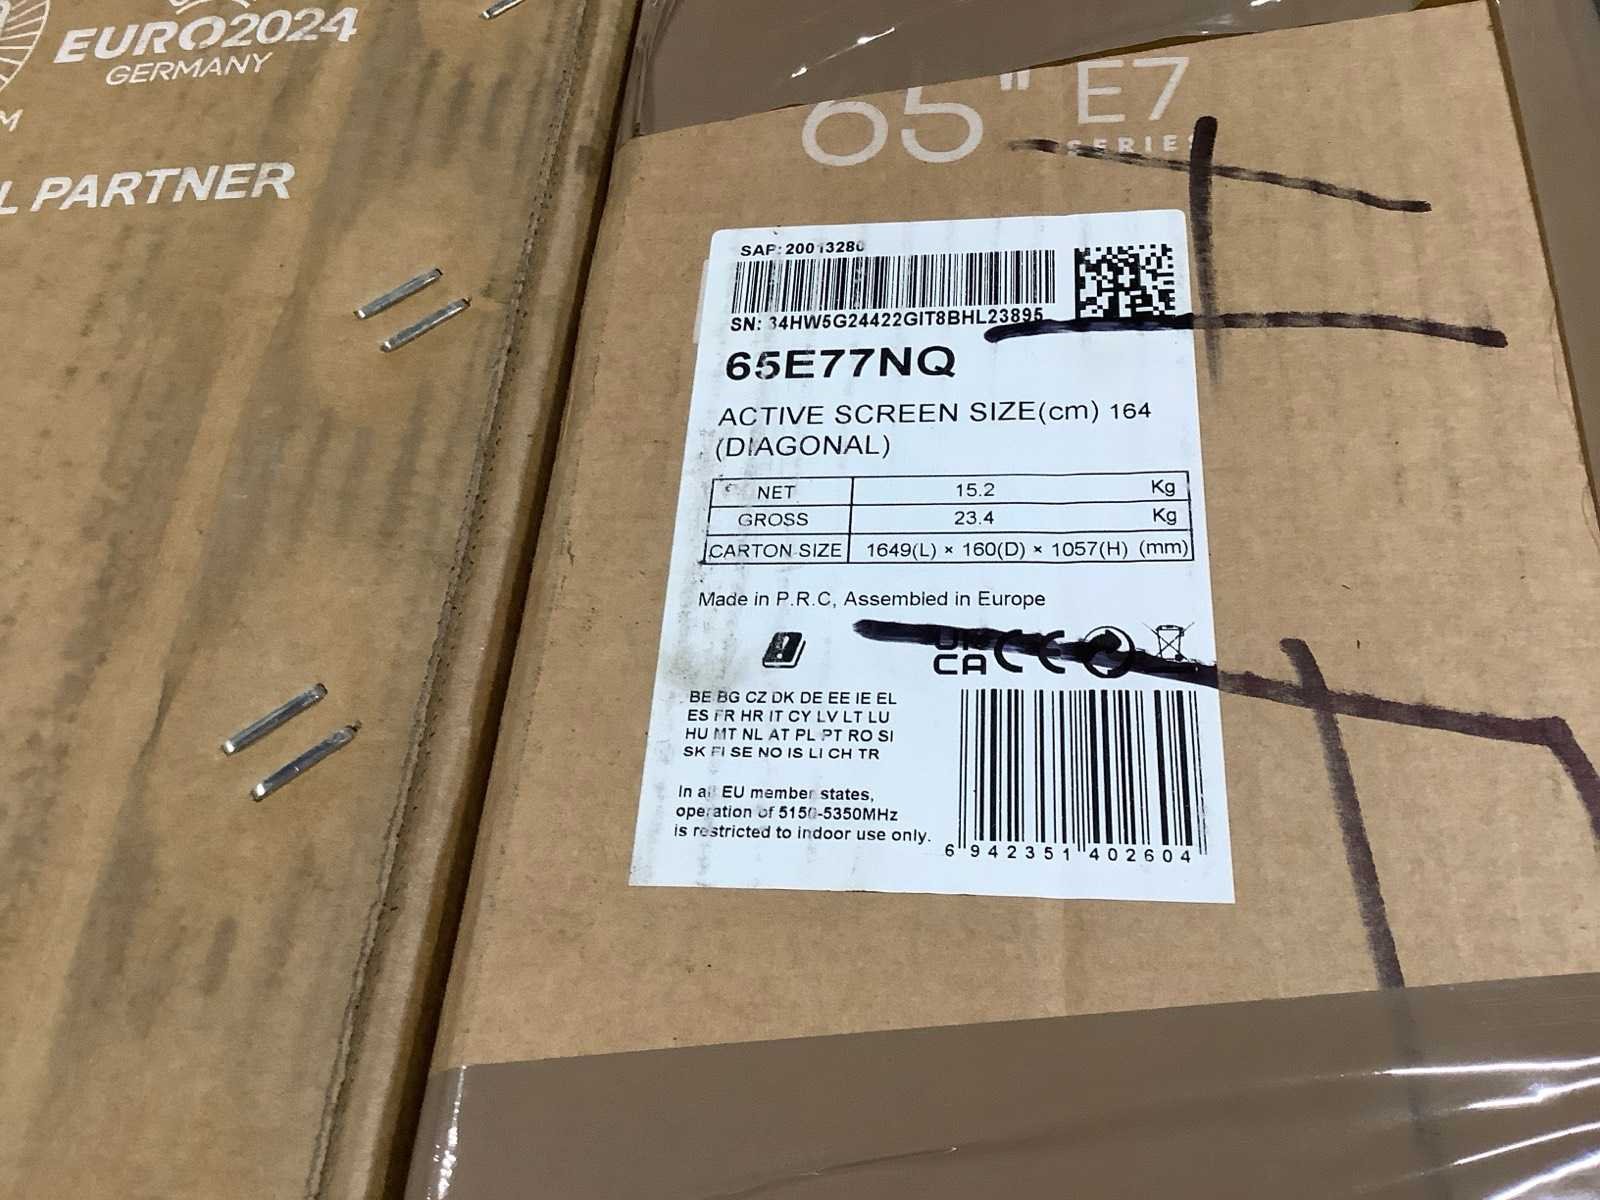 EURO2024
GERMANY
PARTNER
65" E7
SERIES
SAP: 20013280
SN: 34HW5G24422GIT8BHL23895
65E77NQ
ACTIVE SCREEN SIZE(cm) 164
(DIAGONAL)
NET 15.2 Kg
GROSS 23.4 Kg
CARTON SIZE 1649(L) × 160(D) × 1057(H) (mm)
Made in P.R.C, Assembled in Europe
UK
CA CE
BE BG CZ DK DE EE IE EL
ES FR HR IT CY LV LT LU
HU MT NL AT PL PT RO SI
SK FI SE NO IS LI CH TR
In all EU member states,
operation of 5150-5350MHz
is restricted to indoor use only.
6 942351 402604